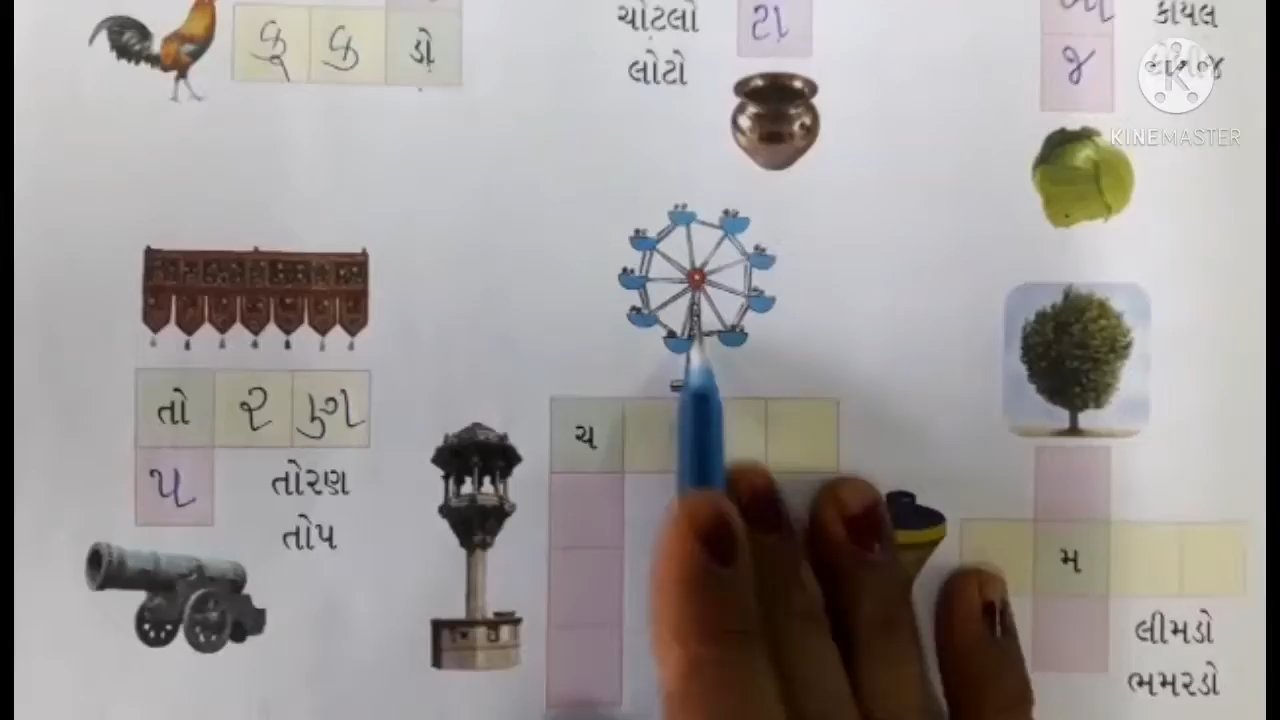 કૂ ક ડો
ચોટલો
લોટો
ટા
જ
કોયલ
KINEMASTER
તો ર ણ
પ
તોરણ
તોપ
ચ
મ
લીમડો
ભમરડો